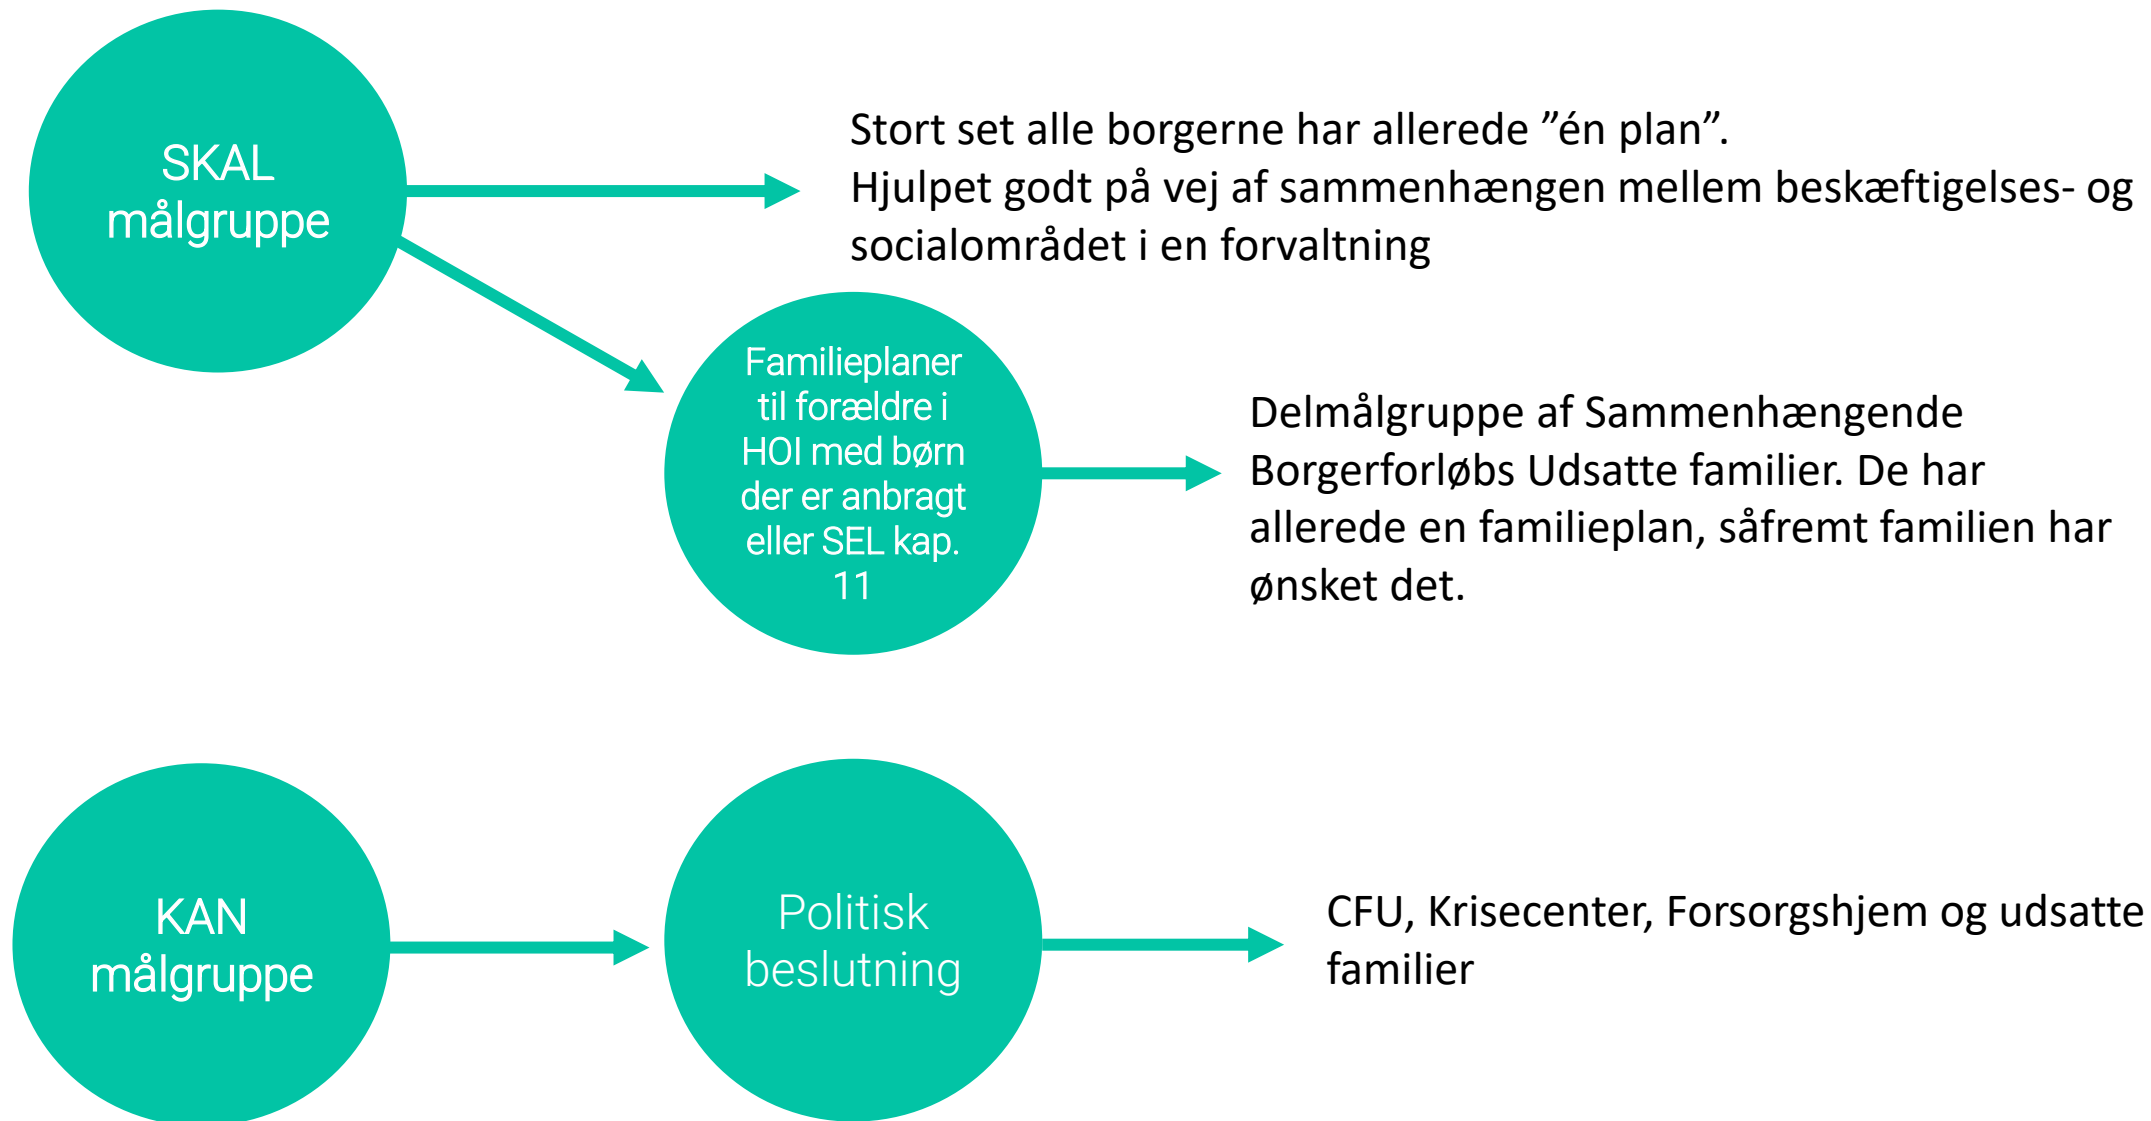 SKAL
målgruppe
Stort set alle borgerne har allerede ”én plan”.
Hjulpet godt på vej af sammenhængen mellem beskæftigelses- og
socialområdet i en forvaltning
Familieplaner
til forældre i
HOI med børn
der er anbragt
eller SEL kap.
11
Delmålgruppe af Sammenhængende
Borgerforløbs Udsatte familier. De har
allerede en familieplan, såfremt familien har
ønsket det.
KAN
målgruppe
Politisk
beslutning
CFU, Krisecenter, Forsorgshjem og udsatte
familier